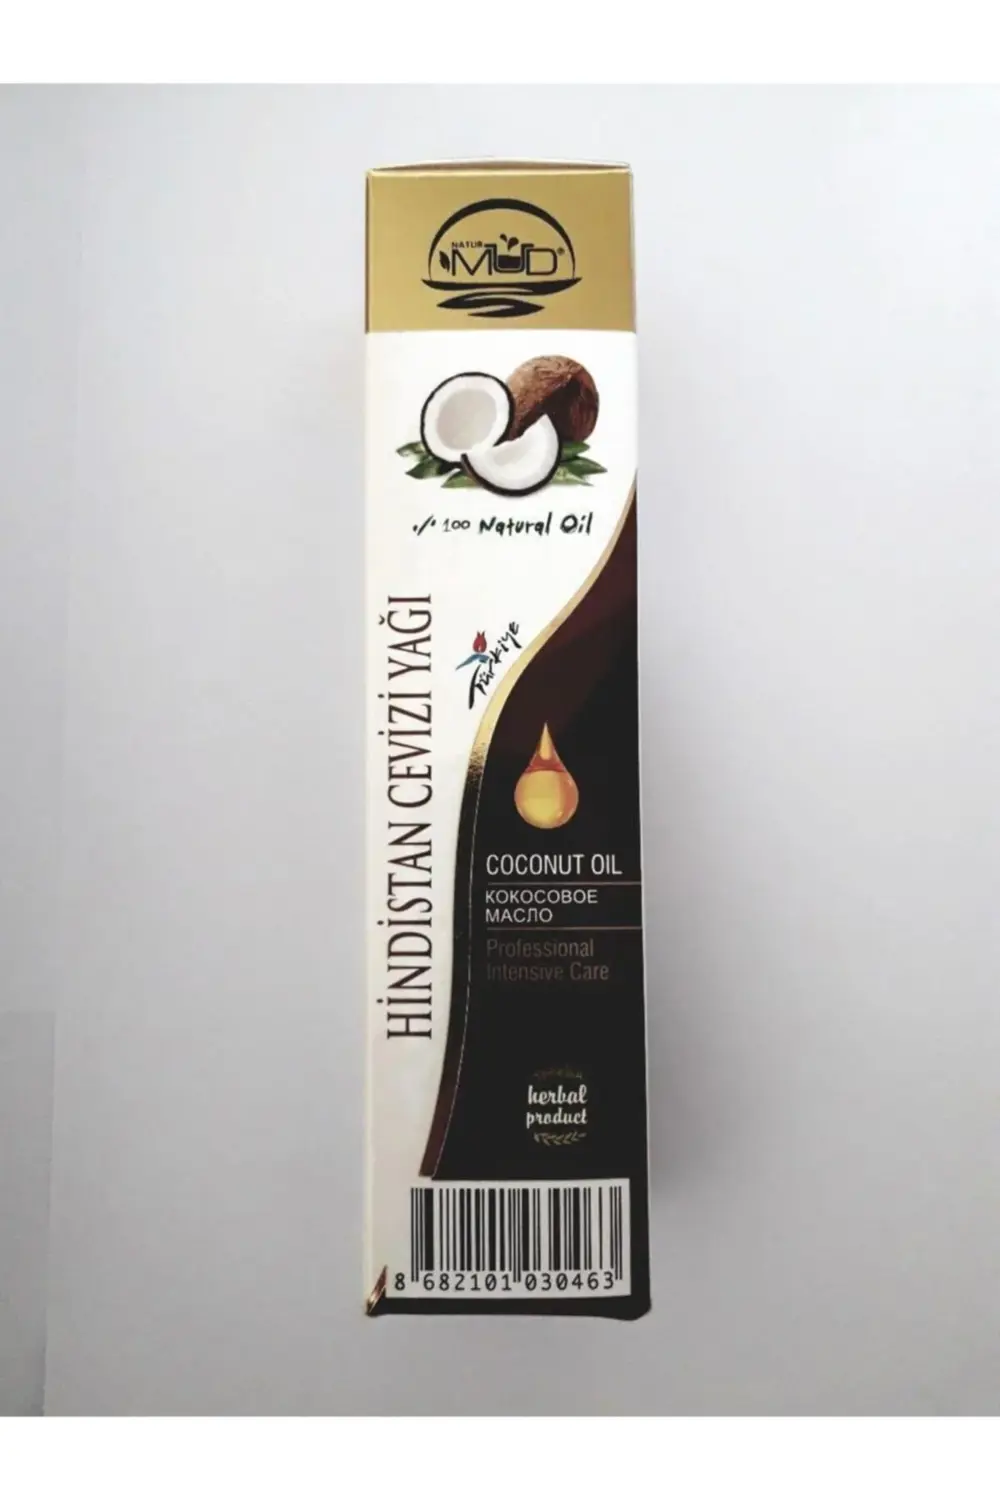 NATUR
MUD®
./. 100 Natural Oil
HİNDİSTAN CEVİZİ YAĞI
Türkiye
COCONUT OIL
КОКОСОВОЕ
МАСЛО
Professional
Intensive Care
herbal
product
8 682101 030463